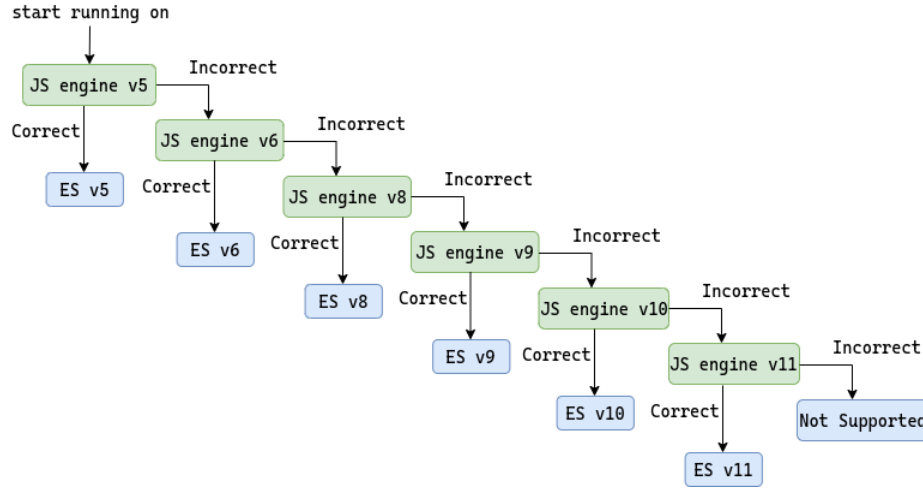 start running on
JS engine v5
Incorrect
Correct
JS engine v6
Incorrect
ES v5
Correct
JS engine v8
Incorrect
ES v6
Correct
JS engine v9
Incorrect
ES v8
Correct
JS engine v10
Incorrect
ES v9
Correct
JS engine v11
Incorrect
ES v10
Correct
Not Supported
ES v11